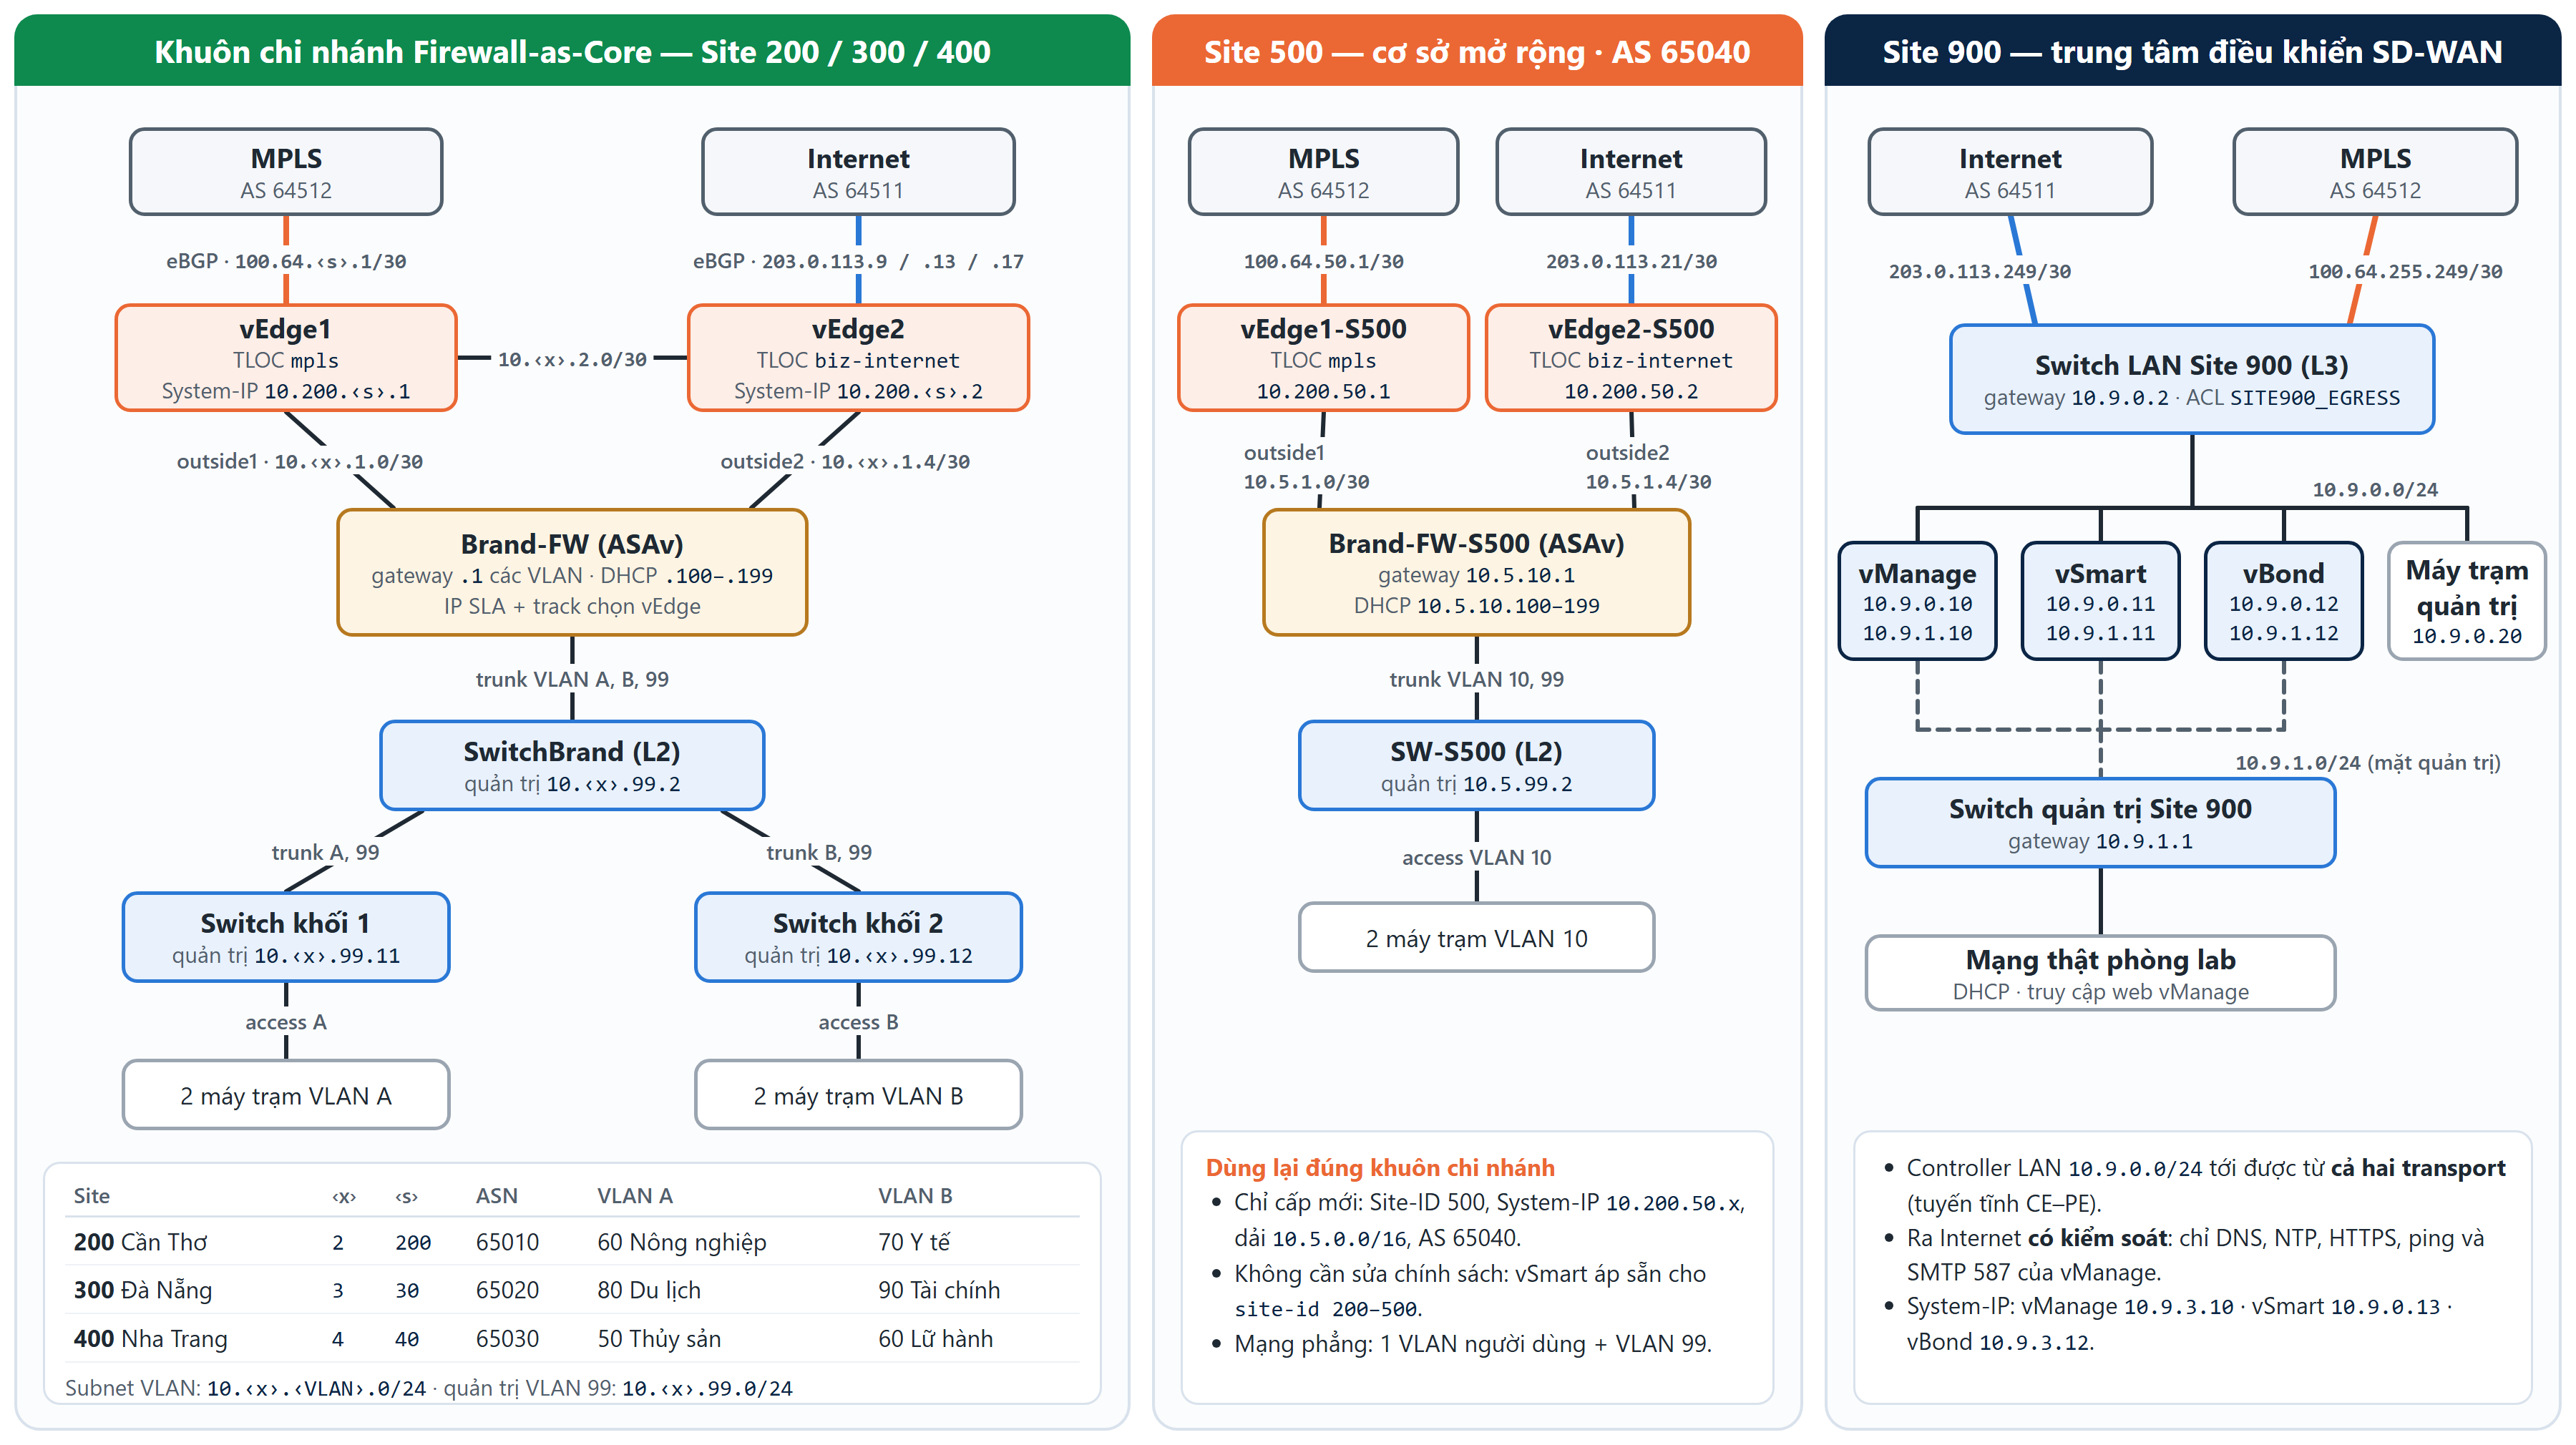 Khuôn chi nhánh Firewall-as-Core — Site 200 / 300 / 400
MPLS
AS 64512
Internet
AS 64511
eBGP · 100.64.‹s›.1/30
eBGP · 203.0.113.9 / .13 / .17
vEdge1
TLOC mpls
System-IP 10.200.‹s›.1
10.‹x›.2.0/30
vEdge2
TLOC biz-internet
System-IP 10.200.‹s›.2
outside1 · 10.‹x›.1.0/30
outside2 · 10.‹x›.1.4/30
Brand-FW (ASAv)
gateway .1 các VLAN · DHCP .100–.199
IP SLA + track chọn vEdge
trunk VLAN A, B, 99
SwitchBrand (L2)
quản trị 10.‹x›.99.2
trunk A, 99
trunk B, 99
Switch khối 1
quản trị 10.‹x›.99.11
Switch khối 2
quản trị 10.‹x›.99.12
access A
access B
2 máy trạm VLAN A
2 máy trạm VLAN B
Site ‹x› ‹s› ASN VLAN A VLAN B
200 Cần Thơ 2 200 65010 60 Nông nghiệp 70 Y tế
300 Đà Nẵng 3 30 65020 80 Du lịch 90 Tài chính
400 Nha Trang 4 40 65030 50 Thủy sản 60 Lữ hành
Subnet VLAN: 10.‹x›.‹VLAN›.0/24 · quản trị VLAN 99: 10.‹x›.99.0/24
Site 500 — cơ sở mở rộng · AS 65040
MPLS
AS 64512
Internet
AS 64511
100.64.50.1/30
203.0.113.21/30
vEdge1-S500
TLOC mpls
10.200.50.1
vEdge2-S500
TLOC biz-internet
10.200.50.2
outside1
10.5.1.0/30
outside2
10.5.1.4/30
Brand-FW-S500 (ASAv)
gateway 10.5.10.1
DHCP 10.5.10.100–199
trunk VLAN 10, 99
SW-S500 (L2)
quản trị 10.5.99.2
access VLAN 10
2 máy trạm VLAN 10
Dùng lại đúng khuôn chi nhánh
• Chỉ cấp mới: Site-ID 500, System-IP 10.200.50.x,
dải 10.5.0.0/16, AS 65040.
• Không cần sửa chính sách: vSmart áp sẵn cho
site-id 200–500.
• Mạng phẳng: 1 VLAN người dùng + VLAN 99.
Site 900 — trung tâm điều khiển SD-WAN
Internet
AS 64511
MPLS
AS 64512
203.0.113.249/30
100.64.255.249/30
Switch LAN Site 900 (L3)
gateway 10.9.0.2 · ACL SITE900_EGRESS
10.9.0.0/24
vManage
10.9.0.10
10.9.1.10
vSmart
10.9.0.11
10.9.1.11
vBond
10.9.0.12
10.9.1.12
Máy trạm
quản trị
10.9.0.20
10.9.1.0/24 (mặt quản trị)
Switch quản trị Site 900
gateway 10.9.1.1
Mạng thật phòng lab
DHCP · truy cập web vManage
• Controller LAN 10.9.0.0/24 tới được từ cả hai transport
(tuyến tĩnh CE–PE).
• Ra Internet có kiểm soát: chỉ DNS, NTP, HTTPS, ping và
SMTP 587 của vManage.
• System-IP: vManage 10.9.3.10 · vSmart 10.9.0.13 ·
vBond 10.9.3.12.